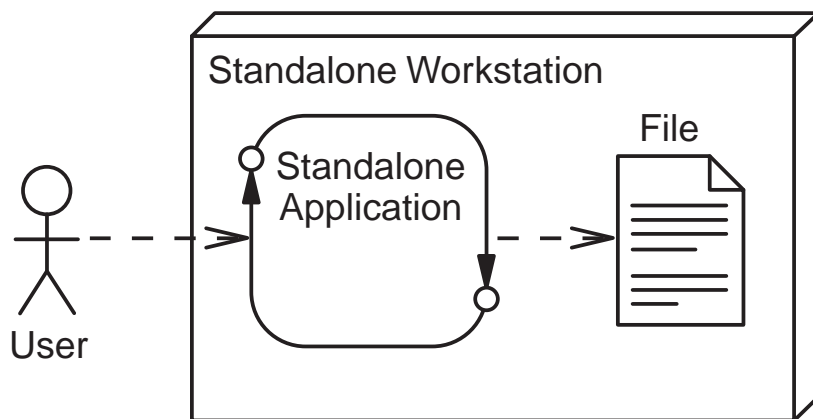 Standalone Workstation
File
Standalone
Application
User